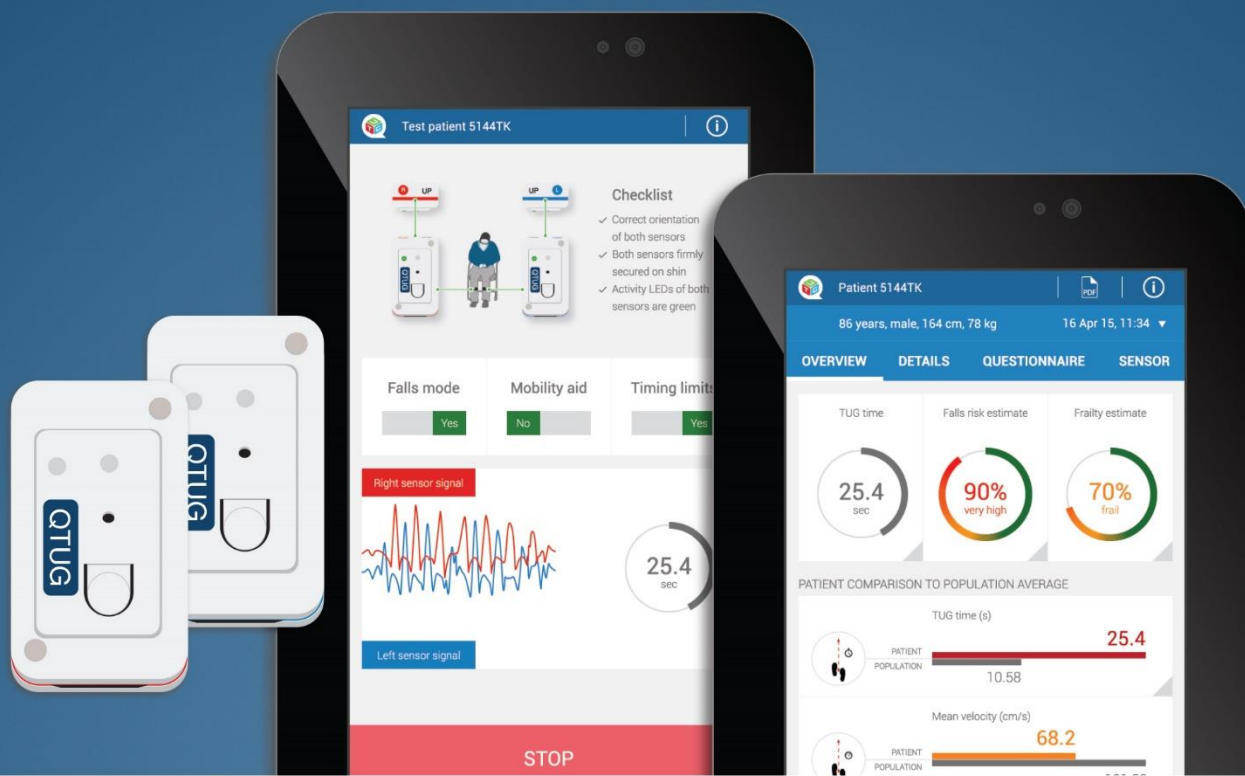 QTUG
QTUG
Test patient 5144TK
R UP
UP L
QTUG
QTUG
Checklist
Correct orientation
of both sensors
Both sensors firmly
secured on shin
Activity LEDs of both
sensors are green
Falls mode
Mobility aid
Timing limits
Yes
No
Yes
Right sensor signal
25.4
sec
Left sensor signal
STOP
Patient 5144TK
PDF
86 years, male, 164 cm, 78 kg
16 Apr 15, 11:34
OVERVIEW DETAILS QUESTIONNAIRE SENSOR
TUG time
Falls risk estimate
Frailty estimate
25.4
sec
90%
very high
70%
frail
PATIENT COMPARISON TO POPULATION AVERAGE
TUG time (s)
25.4
PATIENT
POPULATION
10.58
Mean velocity (cm/s)
68.2
PATIENT
POPULATION